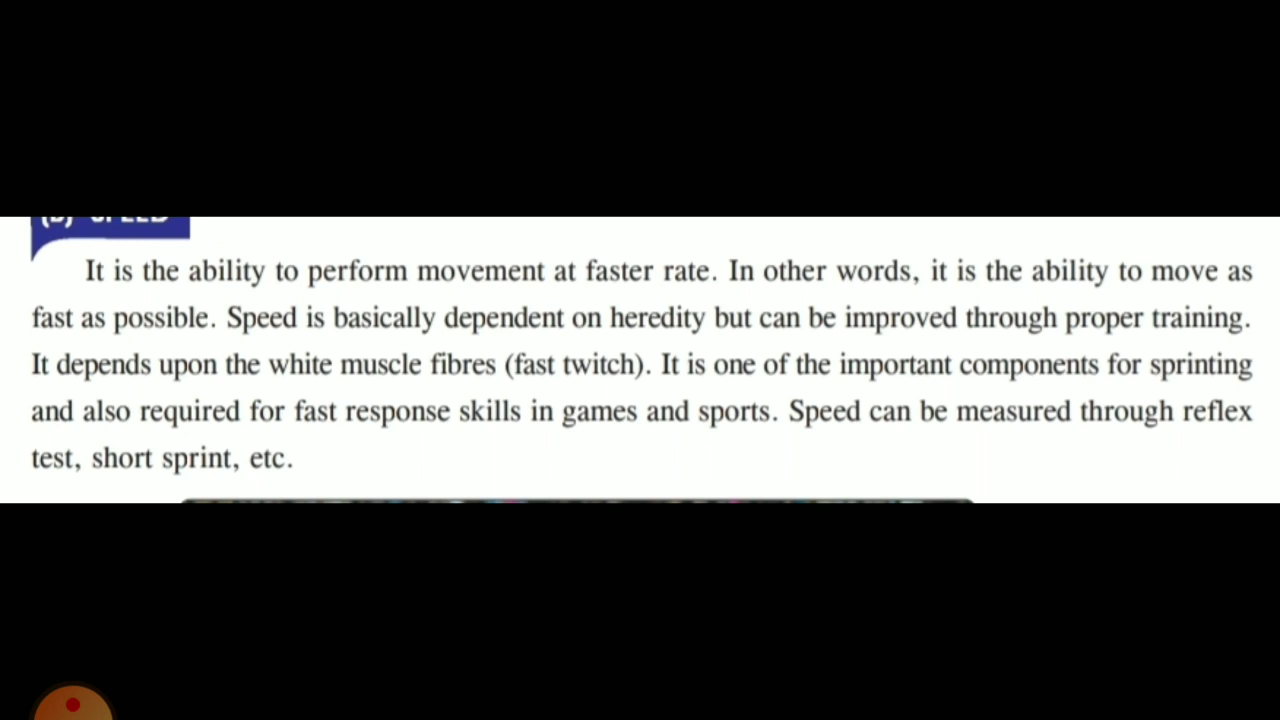 (b) SPEED
It is the ability to perform movement at faster rate. In other words, it is the ability to move as
fast as possible. Speed is basically dependent on heredity but can be improved through proper training.
It depends upon the white muscle fibres (fast twitch). It is one of the important components for sprinting
and also required for fast response skills in games and sports. Speed can be measured through reflex
test, short sprint, etc.